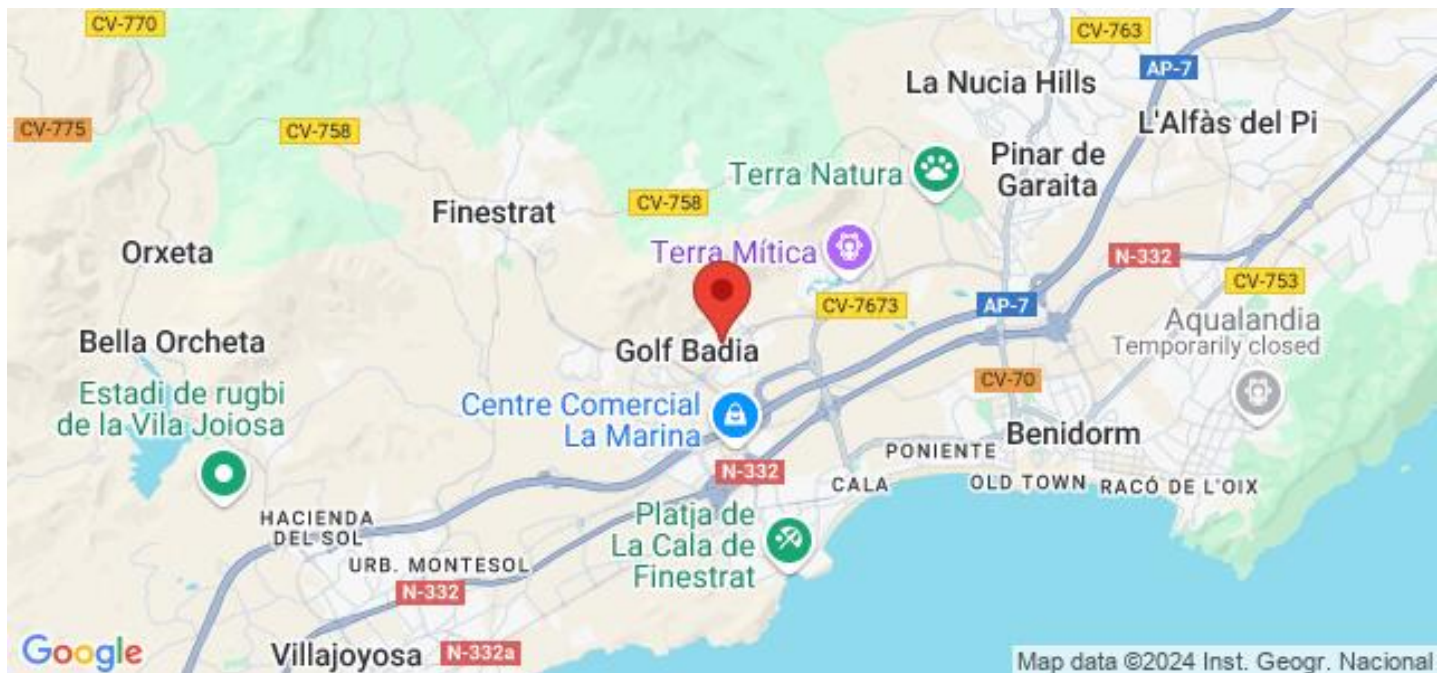 CV-770
CV-763
AP-7
La Nucia Hills
CV-775
CV-758
L'Alfàs del Pi
Terra Natura
Pinar de
Garaita
Finestrat
CV-758
Orxeta
Terra Mítica
N-332
CV-753
CV-7673
AP-7
Aqualandia
Temporarily closed
Bella Orcheta
Golf Badia
Estadi de rugbi
de la Vila Joiosa
CV-70
Centre Comercial
La Marina
Benidorm
PONIENTE
N-332
CALA
OLD TOWN
RACÓ DE L'OIX
HACIENDA
DEL SOL
Platja de
La Cala de
Finestrat
URB. MONTESOL
N-332
Villajoyosa
N-332a
Google
Map data ©2024 Inst. Geogr. Nacional